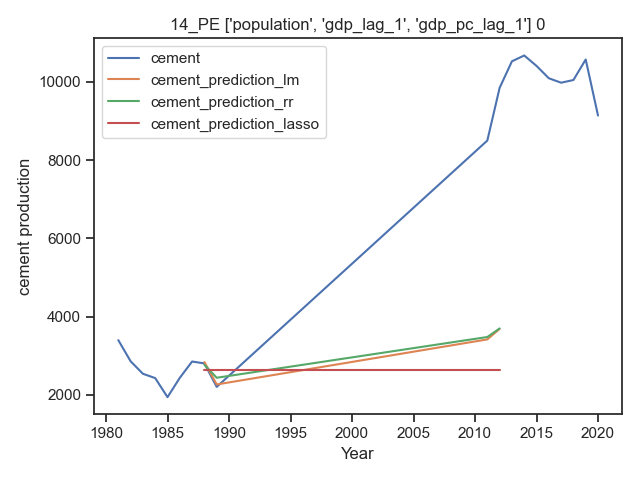 14_PE ['population', 'gdp_lag_1', 'gdp_pc_lag_1'] 0
cement
cement_prediction_lm
cement_prediction_rr
cement_prediction_lasso
cement production
10000
8000
6000
4000
2000
1980 1985 1990 1995 2000 2005 2010 2015 2020
Year